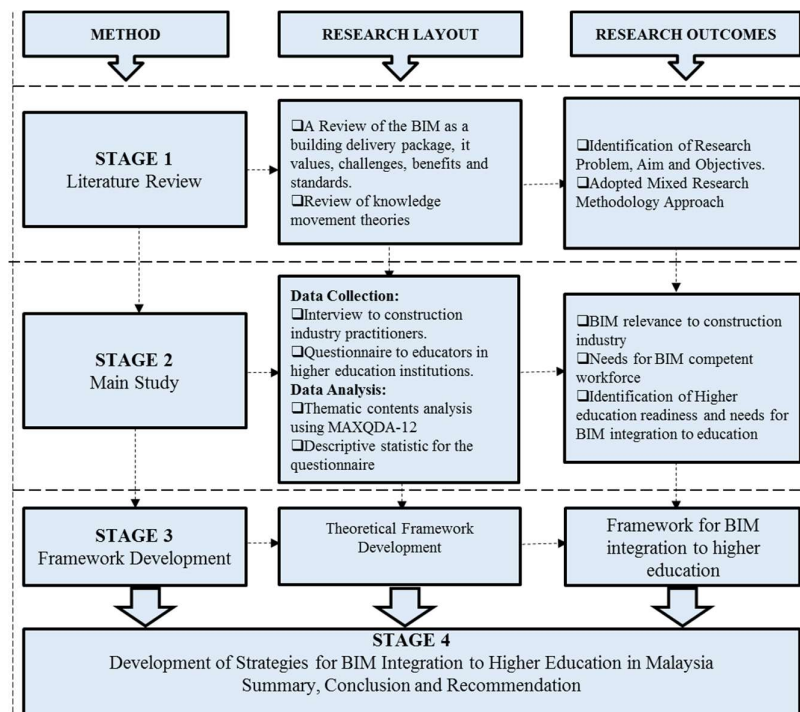 METHOD
RESEARCH LAYOUT
RESEARCH OUTCOMES
STAGE 1
Literature Review
❑A Review of the BIM as a
building delivery package, it
values, challenges, benefits and
standards.
❑Review of knowledge
movement theories
❑Identification of Research
Problem, Aim and Objectives.
❑Adopted Mixed Research
Methodology Approach
STAGE 2
Main Study
Data Collection:
❑Interview to construction
industry practitioners.
❑Questionnaire to educators in
higher education institutions.
Data Analysis:
❑Thematic contents analysis
using MAXQDA-12
❑Descriptive statistic for the
questionnaire
❑BIM relevance to construction
industry
❑Needs for BIM competent
workforce
❑Identification of Higher
education readiness and needs for
BIM integration to education
STAGE 3
Framework Development
Theoretical Framework
Development
Framework for BIM
integration to higher
education
STAGE 4
Development of Strategies for BIM Integration to Higher Education in Malaysia
Summary, Conclusion and Recommendation